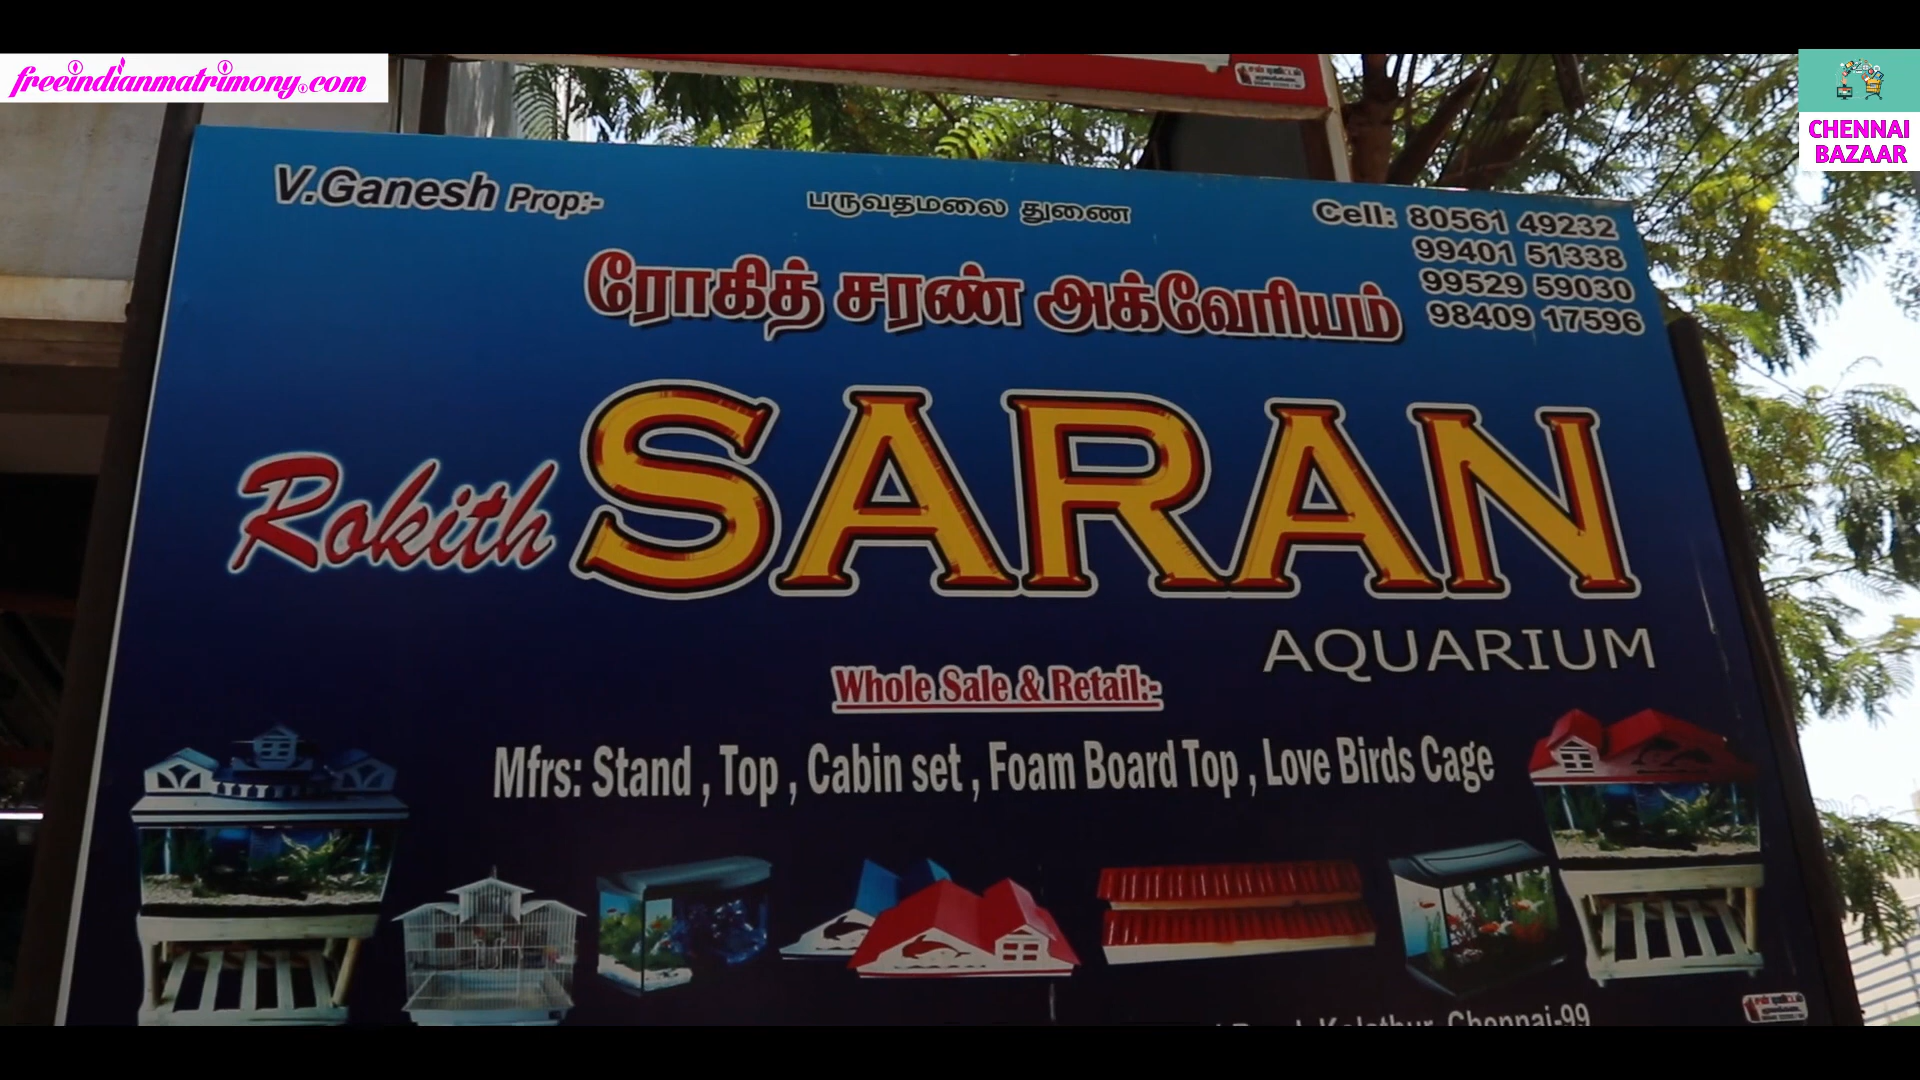 freeindianmatrimony.com
CHENNAI
BAZAAR
V.Ganesh Prop:-
பருவதமலை துணை
Cell: 80561 49232
99401 51338
99529 59030
98409 17596
ரோகித் சரண் அக்வேரியம்
Rokith SARAN
AQUARIUM
Whole Sale & Retail:-
Mfrs: Stand , Top , Cabin set , Foam Board Top , Love Birds Cage
Kolathur, Chennai-99